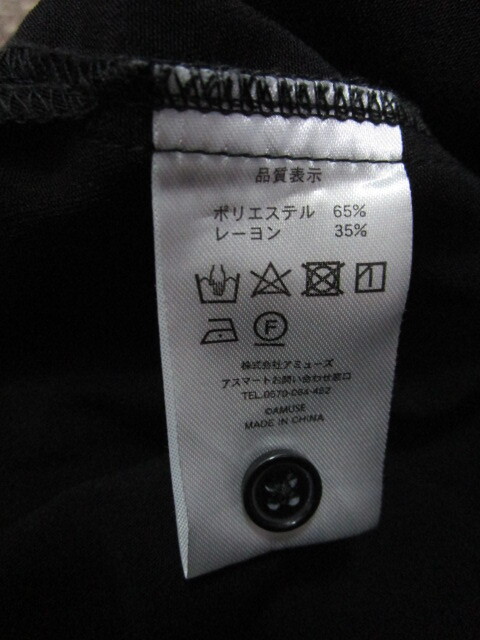 品質表示
ポリエステル 65%
レーヨン 35%
F
株式会社アミューズ
アスマートお問い合わせ窓口
TEL.0570-084-482
©AMUSE
MADE IN CHINA